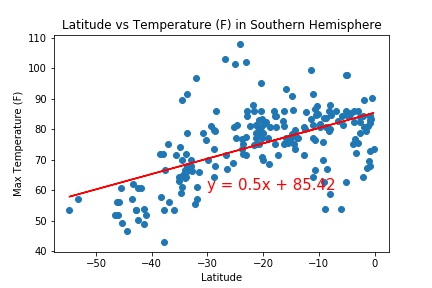 Latitude vs Temperature (F) in Southern Hemisphere
110
100
90
80
70
60
50
40
Max Temperature (F)
y = 0.5x + 85.42
−50 −40 −30 −20 −10 0
Latitude